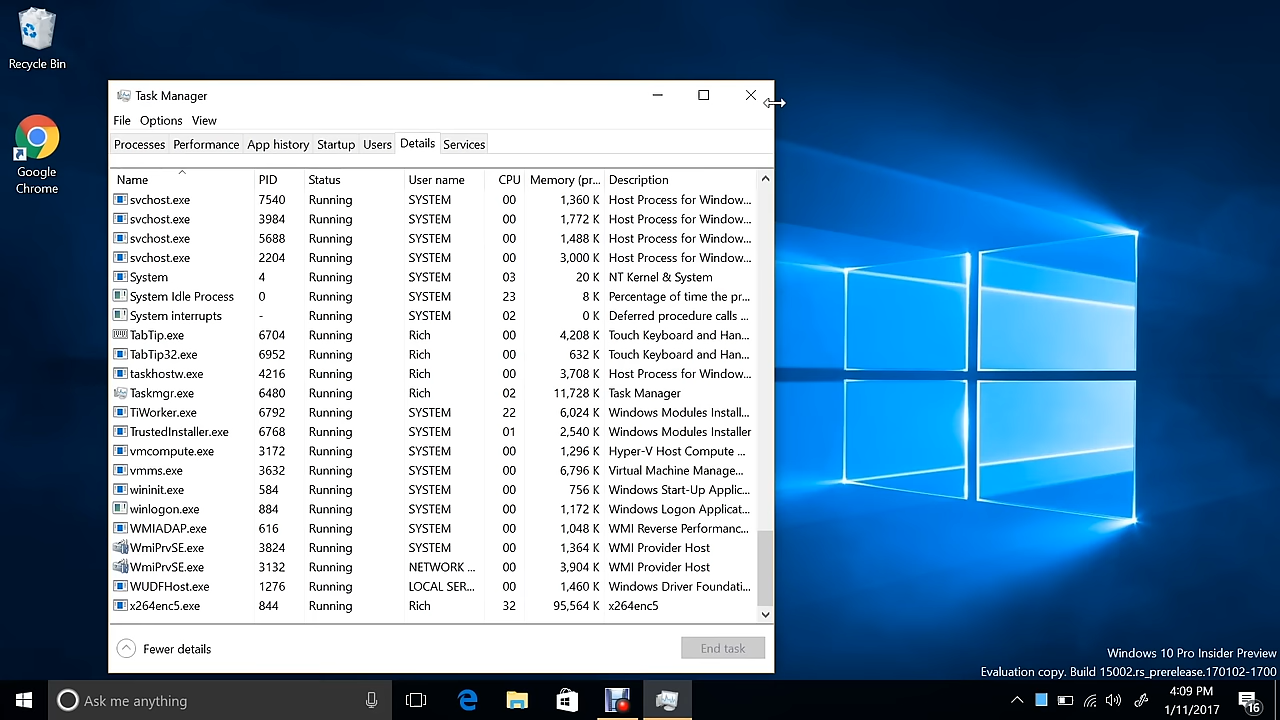 Recycle Bin
Google
Chrome
Task Manager
File Options View
Processes Performance App history Startup Users Details Services
Name PID Status User name CPU Memory (pr... Description
svchost.exe 7540 Running SYSTEM 00 1,360 K Host Process for Window...
svchost.exe 3984 Running SYSTEM 00 1,772 K Host Process for Window...
svchost.exe 5688 Running SYSTEM 00 1,488 K Host Process for Window...
svchost.exe 2204 Running SYSTEM 00 3,000 K Host Process for Window...
System 4 Running SYSTEM 03 20 K NT Kernel & System
System Idle Process 0 Running SYSTEM 23 8 K Percentage of time the pr...
System interrupts - Running SYSTEM 02 0 K Deferred procedure calls ...
TabTip.exe 6704 Running Rich 00 4,208 K Touch Keyboard and Han...
TabTip32.exe 6952 Running Rich 00 632 K Touch Keyboard and Han...
taskhostw.exe 4216 Running Rich 00 3,708 K Host Process for Window...
Taskmgr.exe 6480 Running Rich 02 11,728 K Task Manager
TiWorker.exe 6792 Running SYSTEM 22 6,024 K Windows Modules Install...
TrustedInstaller.exe 6768 Running SYSTEM 01 2,540 K Windows Modules Installer
vmcompute.exe 3172 Running SYSTEM 00 1,296 K Hyper-V Host Compute ...
vmms.exe 3632 Running SYSTEM 00 6,796 K Virtual Machine Manage...
wininit.exe 584 Running SYSTEM 00 756 K Windows Start-Up Applic...
winlogon.exe 884 Running SYSTEM 00 1,172 K Windows Logon Applicat...
WMIADAP.exe 616 Running SYSTEM 00 1,048 K WMI Reverse Performanc...
WmiPrvSE.exe 3824 Running SYSTEM 00 1,364 K WMI Provider Host
WmiPrvSE.exe 3132 Running NETWORK ... 00 3,904 K WMI Provider Host
WUDFHost.exe 1276 Running LOCAL SER... 00 1,460 K Windows Driver Foundati...
x264enc5.exe 844 Running Rich 32 95,564 K x264enc5
Fewer details End task
Windows 10 Pro Insider Preview
Evaluation copy. Build 15002.rs_prerelease.170102-1700
Ask me anything
4:09 PM
1/11/2017
16